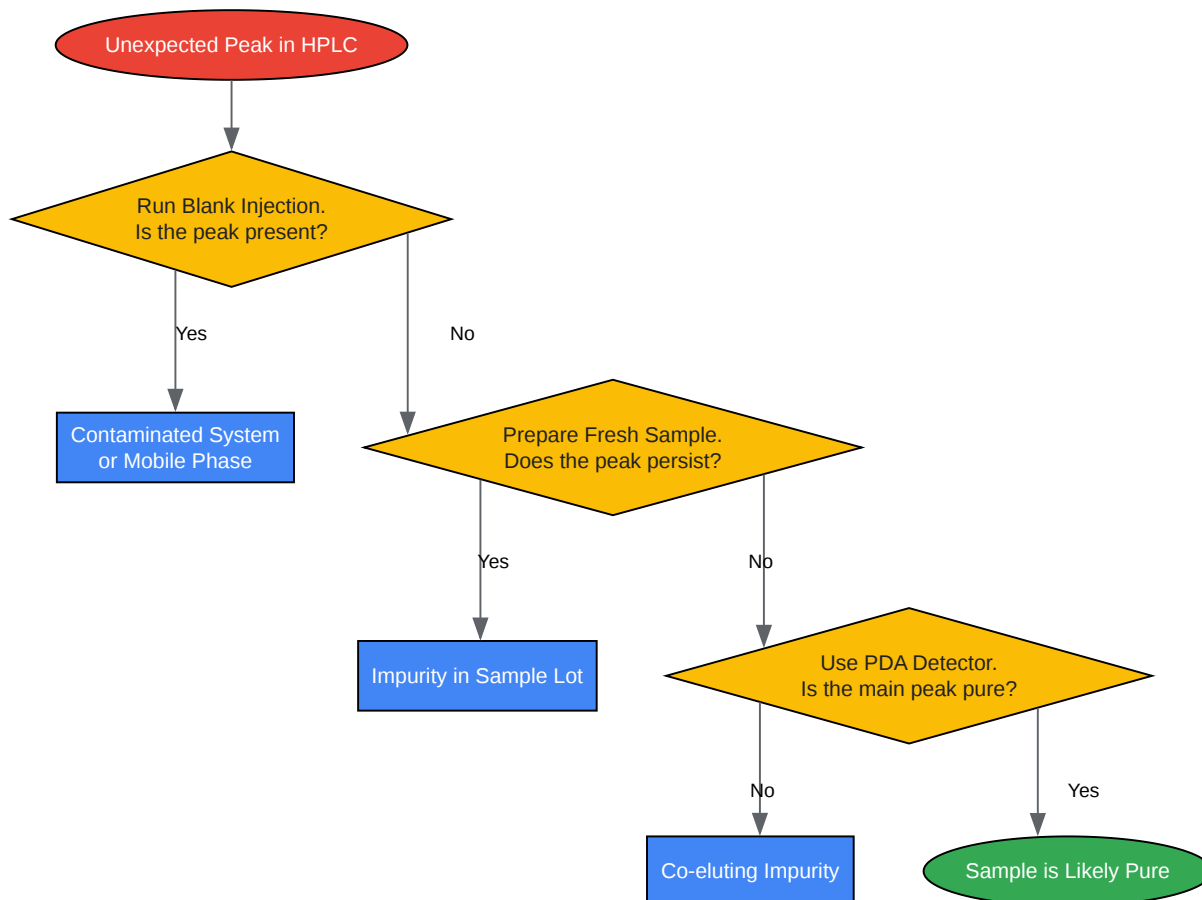 Unexpected Peak in HPLC
Run Blank Injection.
Is the peak present?
Yes
No
Contaminated System
or Mobile Phase
Prepare Fresh Sample.
Does the peak persist?
Yes
No
Impurity in Sample Lot
Use PDA Detector.
Is the main peak pure?
No
Yes
Co-eluting Impurity
Sample is Likely Pure